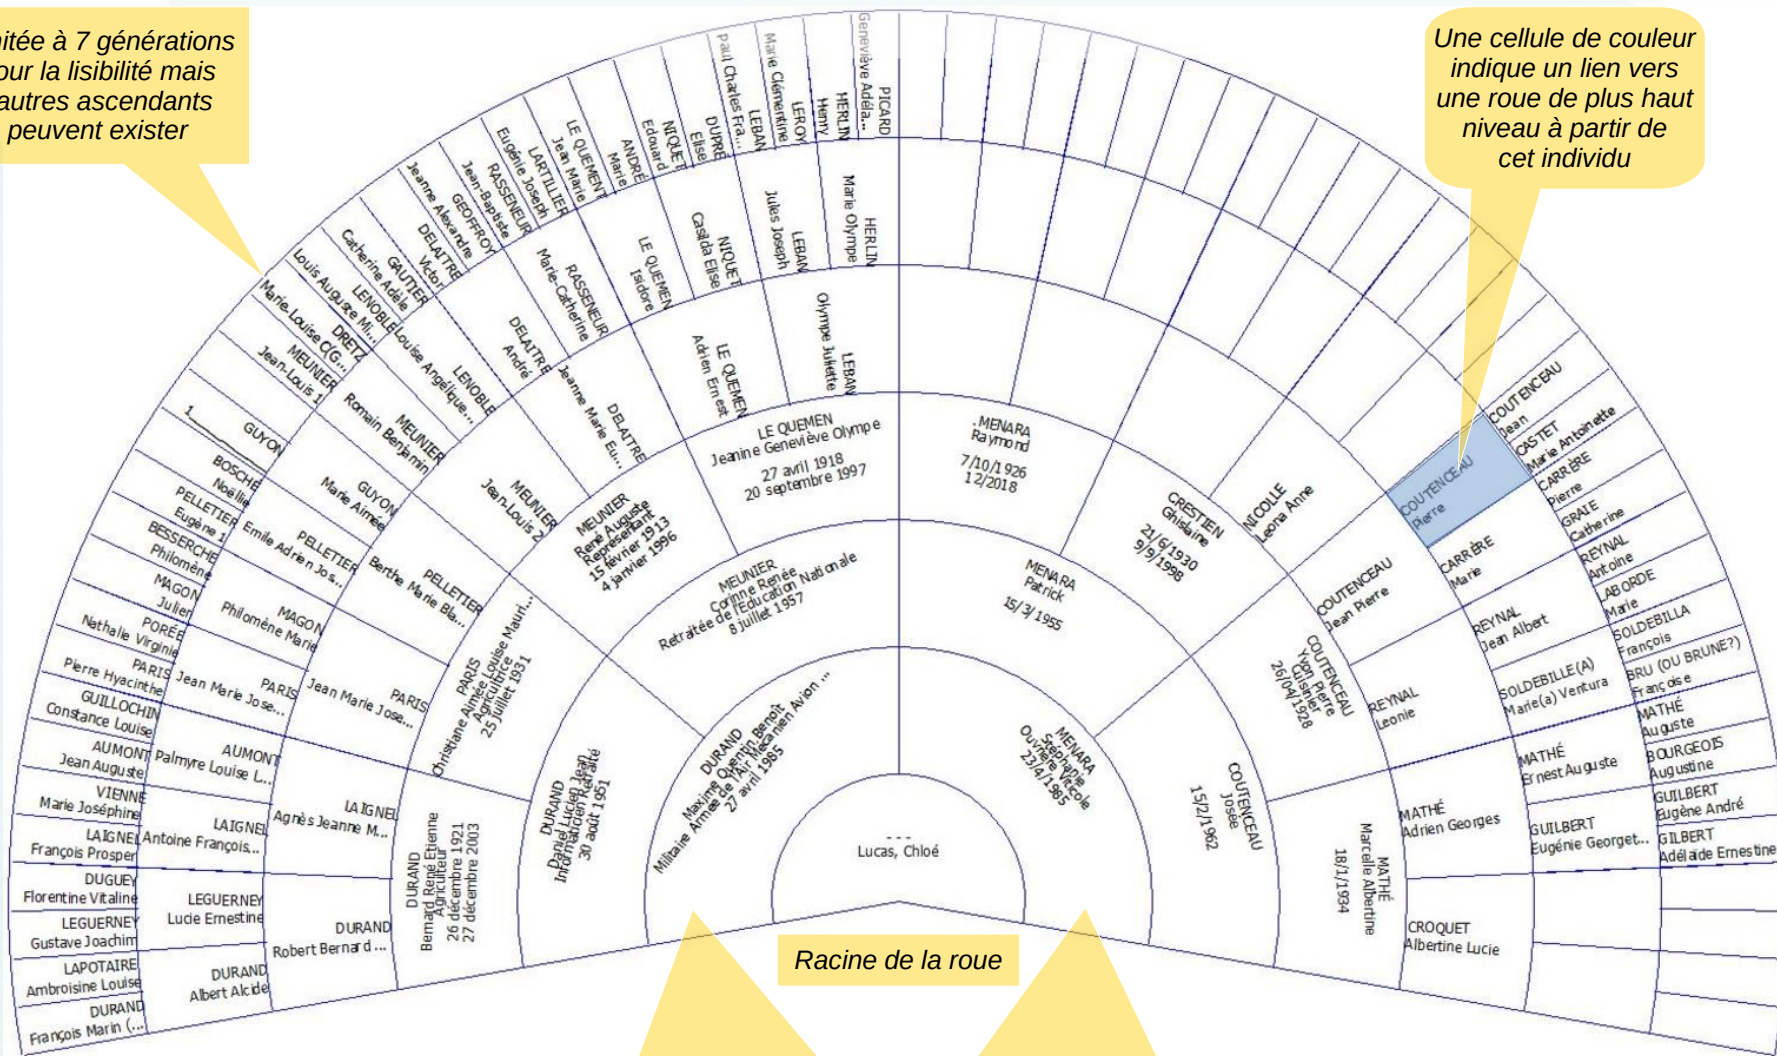 mitée à 7 générations
our la lisibilité mais
autres ascendants
peuvent exister
Une cellule de couleur
indique un lien vers
une roue de plus haut
niveau à partir de
cet individu
Racine de la roue
- - -
Lucas, Chloé
DURAND
Maxime Quentin Benoît
Militaire Armée de l'Air Mécanicien Avion ...
27 avril 1985
MENARA
Stéphanie
Ouvrière Viticole
23/4/1985
DURAND
Daniel Lucien Jean
Informaticien Retraité
30 août 1951
MEUNIER
Corinne Renée
Retraitée de l'Education Nationale
8 juillet 1957
MENARA
Patrick
15/3/1955
COUTENCEAU
Josée
15/2/1962
DURAND
Bernard René Etienne
Agriculteur
26 décembre 1921
27 décembre 2003
PARIS
Christiane Aimée Louise Mauri...
Agricultrice
25 juillet 1931
MEUNIER
René Auguste
Représentant
15 février 1913
4 janvier 1996
LE QUEMEN
Jeanine Geneviève Olympe
27 avril 1918
20 septembre 1997
.MENARA
Raymond
7/10/1926
12/2018
CRESTIEN
Ghislaine
21/6/1930
9/9/1998
COUTENCEAU
Yvon Pierre
Cuisinier
26/04/1928
MATHÉ
Marcelle Albertine
18/1/1934
DURAND
Robert Bernard ...
LAIGNEL
Agnès Jeanne M...
PARIS
Jean Marie Jose...
PELLETIER
Berthe Marie Bla...
MEUNIER
Jean-Louis 2
DELAITRE
Jeanne Marie Eu...
LE QUEMEN
Adrien Ernest
LEBAN
Olympe Juliette
NICOLLE
Leona Anne
COUTENCEAU
Jean Pierre
REYNAL
Leonie
MATHÉ
Adrien Georges
CROQUET
Albertine Lucie
DURAND
Albert Alcide
LEGUERNEY
Lucie Ernestine
LAIGNEL
Antoine François...
AUMONT
Palmyre Louise L...
PARIS
Jean Marie Jose...
MAGON
Philomène Marie
PELLETIER
Emile Adrien Jos...
GUYON
Marie Aimée
MEUNIER
Romain Benjamin
LENOBLE
Louise Angélique...
DELAITRE
André
RASSENEUR
Marie-Catherine
LE QUEMEN
Isidore
NIQUET
Casilda Elise
LEBAN
Jules Joseph
HERLIN
Marie Olympe
COUTENCEAU
Pierre
CARRÈRE
Marie
REYNAL
Jean Albert
SOLDEBILLE(A)
Marie(a) Ventura
MATHÉ
Ernest Auguste
GUILBERT
Eugénie Georget...
DURAND
François Marin (...
LAPOTAIRE
Ambroisine Louise
LEGUERNEY
Gustave Joachim
DUGUEY
Florentine Vitaline
LAIGNEL
François Prosper
VIENNE
Marie Joséphine
AUMONT
Jean Auguste
GUILLOCHIN
Constance Louise
PARIS
Pierre Hyacinthe
PORÉE
Nathalie Virginie
MAGON
Julien
BESSERCHE
Philomène
PELLETIER
Eugène 1
BOSCHE
Noëllie
GUYON
1
MEUNIER
Jean-Louis 1
DRETZ
Marie-Louise C(G...
LENOBLE
Louis Auguste Mi...
GAUTIER
Catherine Adèle
DELAITRE
Victor
GEOFFROY
Jeanne Alexandre
RASSENEUR
Jean-Baptiste
LARTILLIER
Eugénie Joseph
LE QUEMENT
Jean Marie
ANDRÉ
Marie
NIQUET
Edouard
DUPRE
Elise
LEBAN
Paul Charles Fra...
LEROY
Marie Clémentine
HERLIN
Henry
PICARD
Geneviève Adéla...
COUTENCEAU
Jean
CASTET
Marie Antoinette
CARRÈRE
Pierre
GRALE
Catherine
REYNAL
Antoine
LABORDE
Marie
SOLDEBILLA
François
BRU (OU BRUNE?)
Françoise
MATHÉ
Auguste
BOURGEOIS
Augustine
GUILBERT
Eugène André
GILBERT
Adélaïde Ernestine